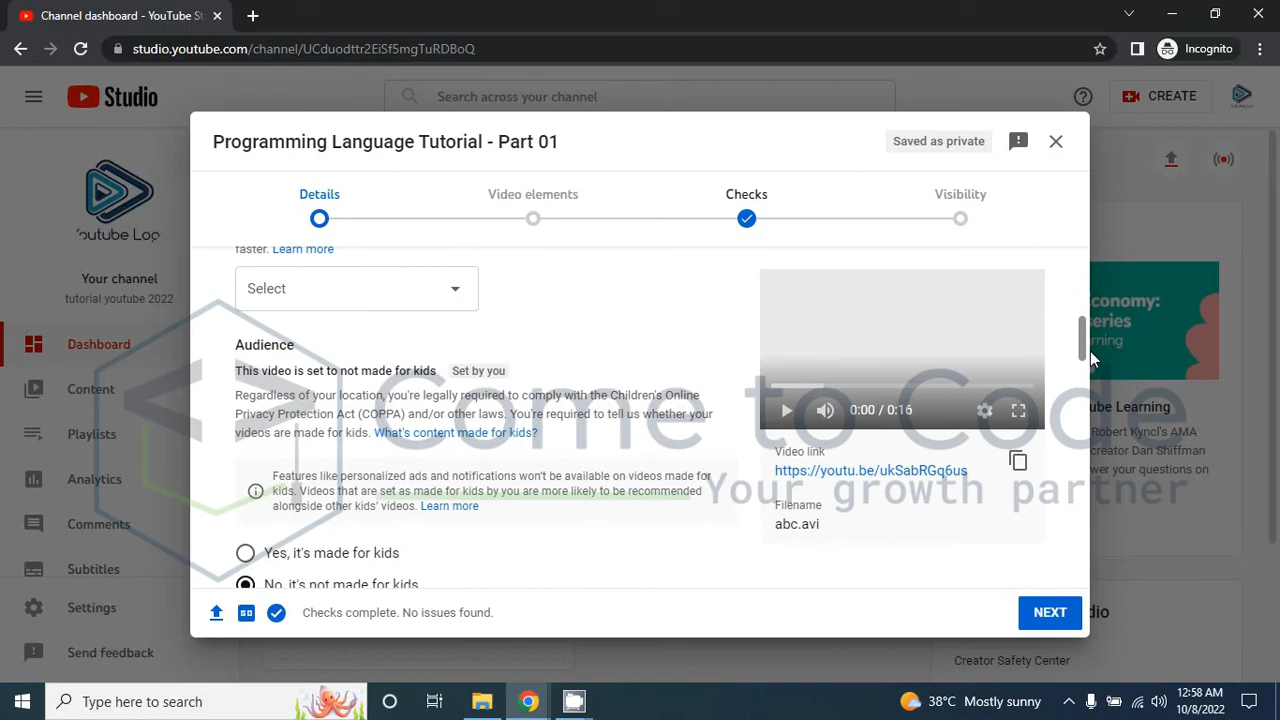 Channel dashboard - YouTube St
studio.youtube.com/channel/UCduodttr2EiSf5mgTuRDBoQ
Incognito
Studio
Search across your channel
CREATE
Programming Language Tutorial - Part 01
Saved as private
Details
Video elements
Checks
Visibility
Your channel
tutorial youtube 2022
Dashboard
Content
Playlists
Analytics
Comments
Subtitles
Settings
Send feedback
faster. Learn more
Select
Audience
This video is set to not made for kids Set by you
Regardless of your location, you're legally required to comply with the Children's Online
Privacy Protection Act (COPPA) and/or other laws. You're required to tell us whether your
videos are made for kids. What's content made for kids?
Features like personalized ads and notifications won't be available on videos made for
kids. Videos that are set as made for kids by you are more likely to be recommended
alongside other kids' videos. Learn more
Yes, it's made for kids
No, it's not made for kids
0:00 / 0:16
Video link
https://youtu.be/ukSabRGq6us
Filename
abc.avi
Checks complete. No issues found.
NEXT
conomy:
eries
rning
ube Learning
Robert Kyncl's AMA
creator Dan Shiffman
wer your questions on
dio
Creator Safety Center
Come to Code
Your growth partner
Type here to search
38°C Mostly sunny
12:58 AM
10/8/2022